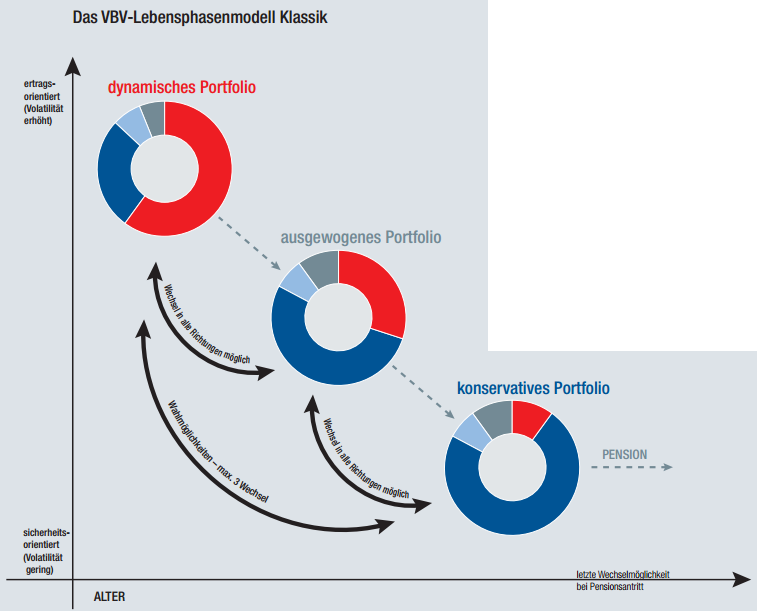 Das VBV-Lebensphasenmodell Klassik
ertrags-
orientiert
(Volatilität
erhöht)
dynamisches Portfolio
ausgewogenes Portfolio
Wechsel in alle Richtungen möglich
konservatives Portfolio
Wahlmöglichkeiten – max. 3 Wechsel
Wechsel in alle Richtungen möglich
PENSION
sicherheits-
orientiert
(Volatilität
gering)
letzte Wechselmöglichkeit
bei Pensionsantritt
ALTER